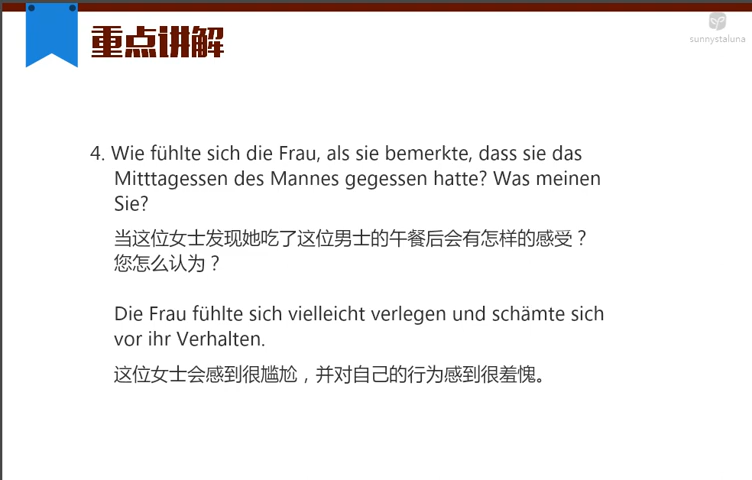 重点讲解
sunnystaluna
4. Wie fühlte sich die Frau, als sie bemerkte, dass sie das
Mitttagessen des Mannes gegessen hatte? Was meinen
Sie?
当这位女士发现她吃了这位男士的午餐后会有怎样的感受？
您怎么认为？
Die Frau fühlte sich vielleicht verlegen und schämte sich
vor ihr Verhalten.
这位女士会感到很尴尬，并对自己的行为感到很羞愧。